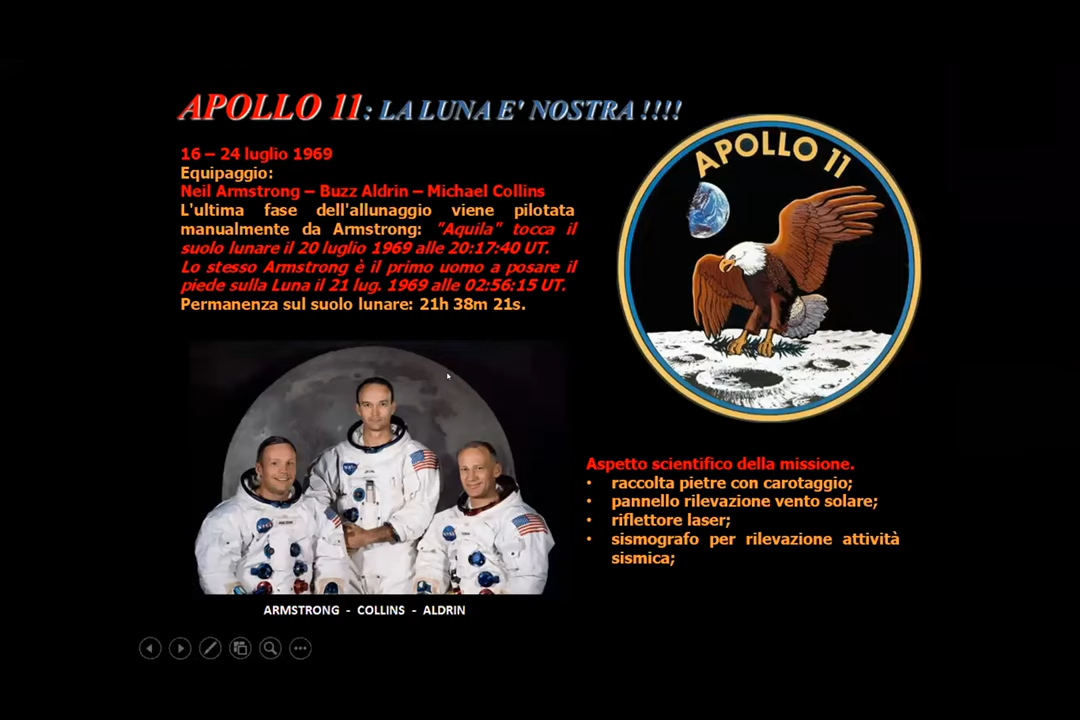 APOLLO 11: LA LUNA E' NOSTRA !!!!
16 – 24 luglio 1969
Equipaggio:
Neil Armstrong – Buzz Aldrin – Michael Collins
L'ultima fase dell'allunaggio viene pilotata
manualmente da Armstrong: "Aquila" tocca il
suolo lunare il 20 luglio 1969 alle 20:17:40 UT.
Lo stesso Armstrong è il primo uomo a posare il
piede sulla Luna il 21 lug. 1969 alle 02:56:15 UT.
Permanenza sul suolo lunare: 21h 38m 21s.
APOLLO 11
NASA
NASA
NASA
ARMSTRONG - COLLINS - ALDRIN
Aspetto scientifico della missione.
• raccolta pietre con carotaggio;
• pannello rilevazione vento solare;
• riflettore laser;
• sismografo per rilevazione attività
sismica;